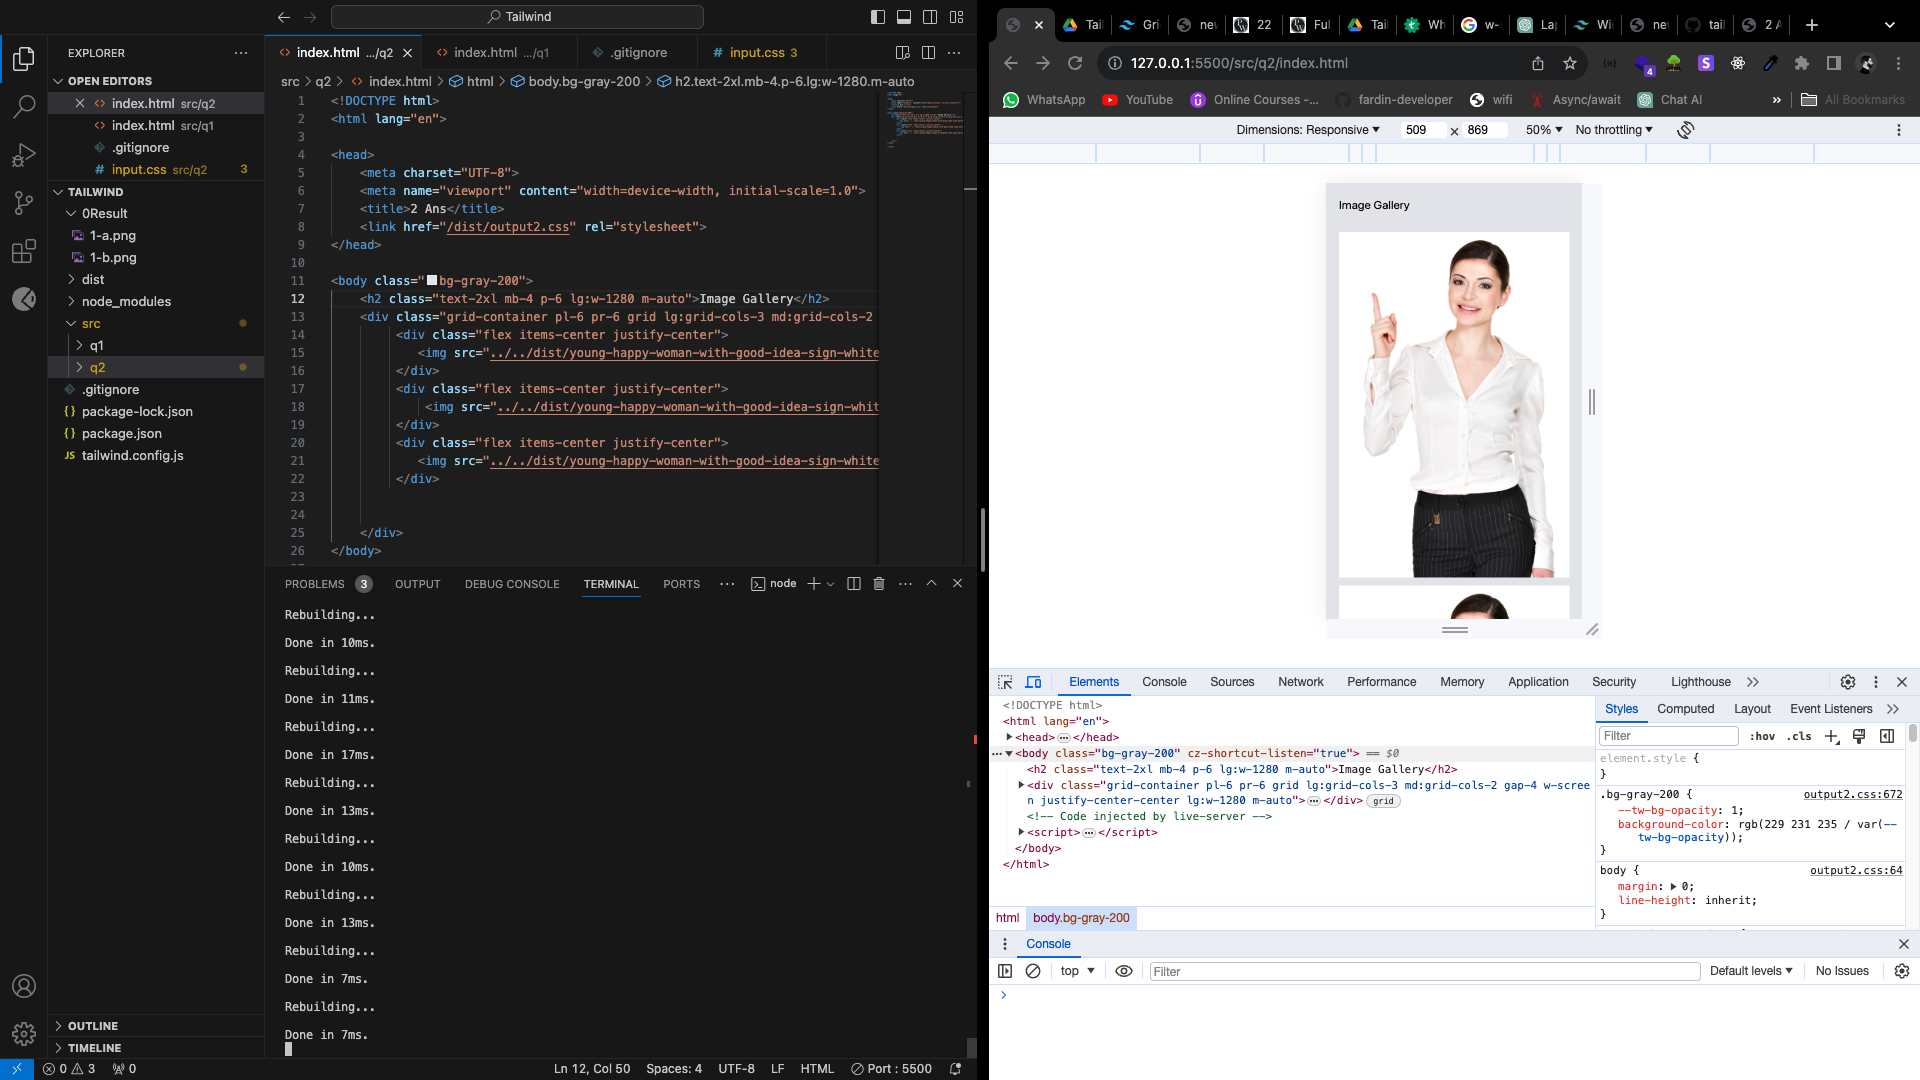 Tailwind
EXPLORER
OPEN EDITORS
index.html src/q2
index.html src/q1
.gitignore
input.css src/q2 3
TAILWIND
0Result
1-a.png
1-b.png
dist
node_modules
src
q1
q2
.gitignore
package-lock.json
package.json
tailwind.config.js
OUTLINE
TIMELINE
index.html .../q2
index.html .../q1
.gitignore
input.css 3
src > q2 > index.html > html > body.bg-gray-200 > h2.text-2xl.mb-4.p-6.lg:w-1280.m-auto
1 <!DOCTYPE html>
2 <html lang="en">
3
4 <head>
5 <meta charset="UTF-8">
6 <meta name="viewport" content="width=device-width, initial-scale=1.0">
7 <title>2 Ans</title>
8 <link href="/dist/output2.css" rel="stylesheet">
9 </head>
10
11 <body class="bg-gray-200">
12 <h2 class="text-2xl mb-4 p-6 lg:w-1280 m-auto">Image Gallery</h2>
13 <div class="grid-container pl-6 pr-6 grid lg:grid-cols-3 md:grid-cols-2
14 <div class="flex items-center justify-center">
15 <img src="../../dist/young-happy-woman-with-good-idea-sign-white
16 </div>
17 <div class="flex items-center justify-center">
18 <img src="../../dist/young-happy-woman-with-good-idea-sign-whit
19 </div>
20 <div class="flex items-center justify-center">
21 <img src="../../dist/young-happy-woman-with-good-idea-sign-white
22 </div>
23
24
25 </div>
26 </body>
PROBLEMS 3 OUTPUT DEBUG CONSOLE TERMINAL PORTS node
Rebuilding...
Done in 10ms.
Rebuilding...
Done in 11ms.
Rebuilding...
Done in 17ms.
Rebuilding...
Done in 13ms.
Rebuilding...
Done in 10ms.
Rebuilding...
Done in 13ms.
Rebuilding...
Done in 7ms.
Rebuilding...
Done in 7ms.
0 3 0 Ln 12, Col 50 Spaces: 4 UTF-8 LF HTML Port : 5500
Tail Gri nev 22 Ful Tail Wh w- La Wi nev tail 2 A
127.0.0.1:5500/src/q2/index.html
4
WhatsApp YouTube Online Courses -... fardin-developer wifi Async/await Chat AI » All Bookmarks
Dimensions: Responsive 509 x 869 50% No throttling
Image Gallery
Elements Console Sources Network Performance Memory Application Security Lighthouse
<!DOCTYPE html>
<html lang="en">
<head> </head>
<body class="bg-gray-200" cz-shortcut-listen="true"> == $0
<h2 class="text-2xl mb-4 p-6 lg:w-1280 m-auto">Image Gallery</h2>
<div class="grid-container pl-6 pr-6 grid lg:grid-cols-3 md:grid-cols-2 gap-4 w-scree
n justify-center-center lg:w-1280 m-auto"> </div> grid
<!-- Code injected by live-server -->
<script> </script>
</body>
</html>
html body.bg-gray-200
Styles Computed Layout Event Listeners
Filter :hov .cls
element.style {
}
.bg-gray-200 { output2.css:672
--tw-bg-opacity: 1;
background-color: rgb(229 231 235 / var(--
tw-bg-opacity));
}
body { output2.css:64
margin: 0;
line-height: inherit;
}
Console
top Filter Default levels No Issues